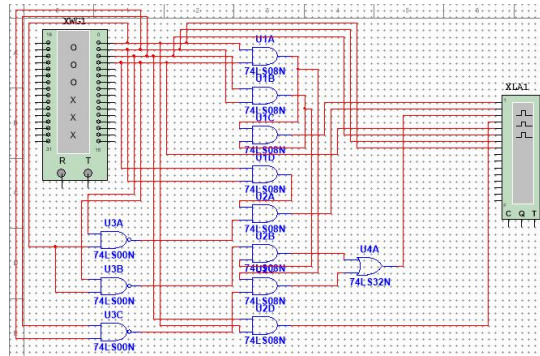 XWG1
U1A
O
74LS08N
O
U1B
XLA1
O
74LS08N
X
U1C
X
74LS08N
R T
U1D
74LS08N
U2A
C Q T
U3A
74LS08N
U2B
U4A
74LS00N
74LS08N
U3B
74LS32N
74LS00N
74LS08N
U3C
U2D
74LS00N
74LS08N